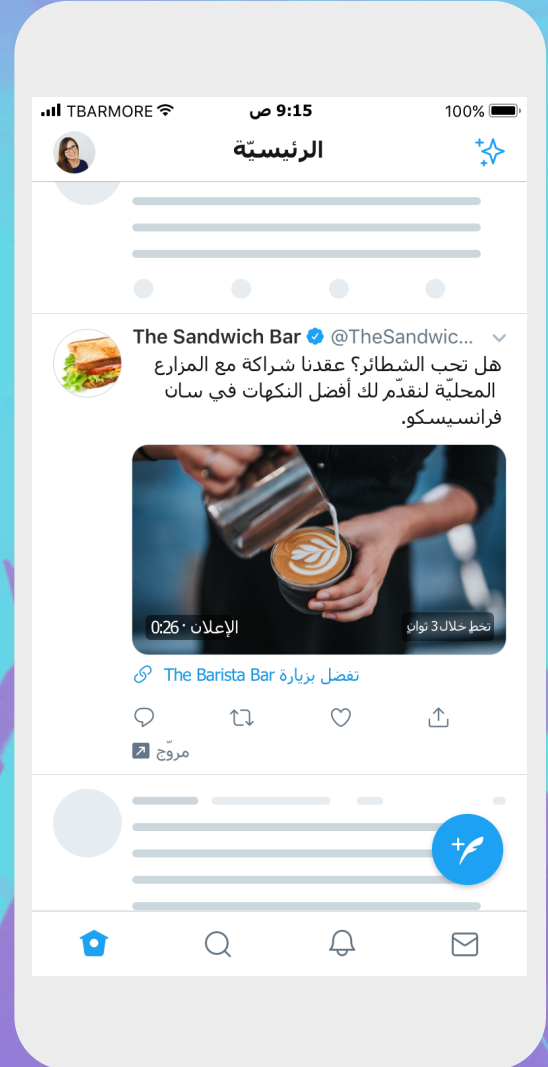 TBARMORE
9:15 ص
100%
الرئيسيّة
The Sandwich Bar @TheSandwic...
هل تحب الشطائر؟ عقدنا شراكة مع المزارع
المحليّة لنقدّم لك أفضل النكهات في سان
فرانسيسكو.
الإعلان · 0:26
تخطِ خلال 3 ثوانٍ
تفضل بزيارة The Barista Bar
مروّج